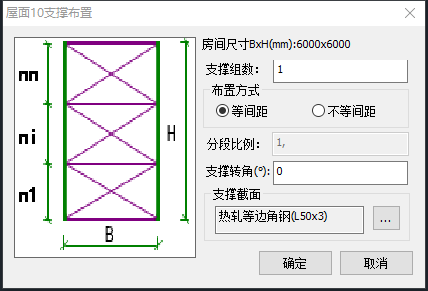 屋面10支撑布置
房间尺寸BxH(mm):6000x6000
支撑组数: 1
布置方式
等间距 不等间距
分段比例: 1,
支撑转角(°): 0
支撑截面
热轧等边角钢(L50x3) ...
确定 取消
nn
ni
n1
H
B